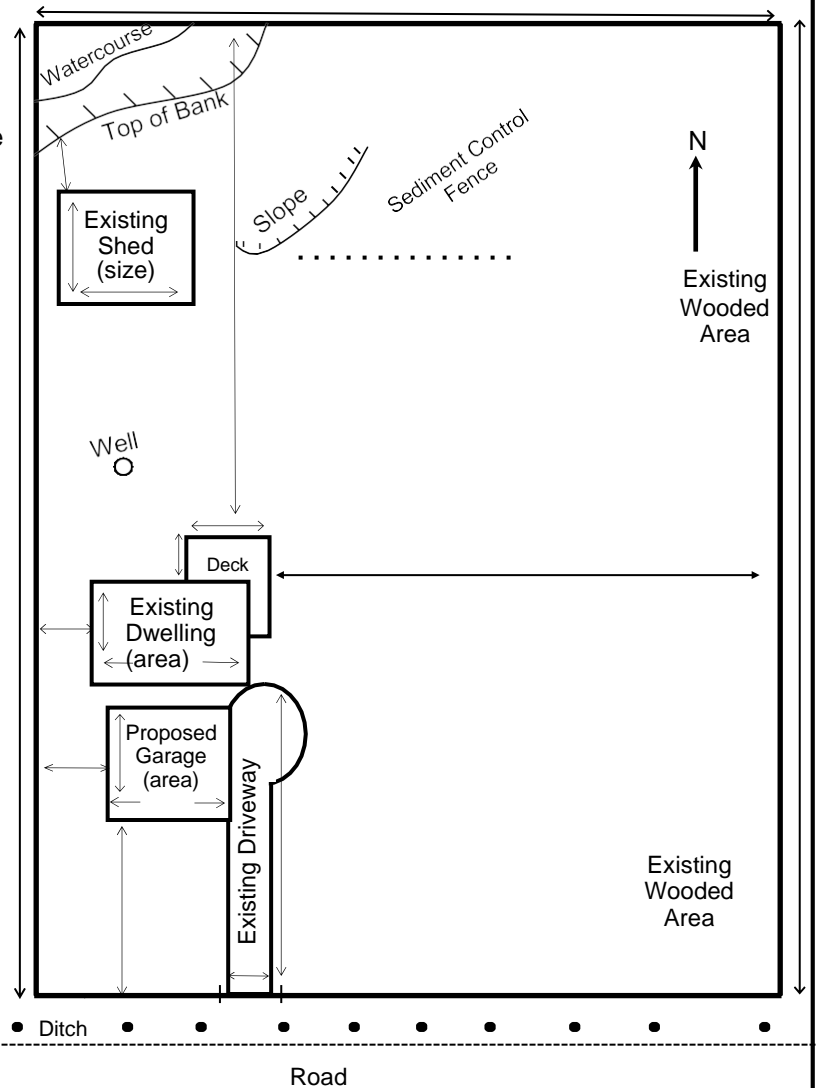 Watercourse
Top of Bank
e
Sediment Control
Fence
N
Slope
Existing
Shed
(size)
Existing
Wooded
Area
Well
Deck
Existing
Dwelling
(area)
Proposed
Garage
(area)
Existing Driveway
Existing
Wooded
Area
Ditch
Road